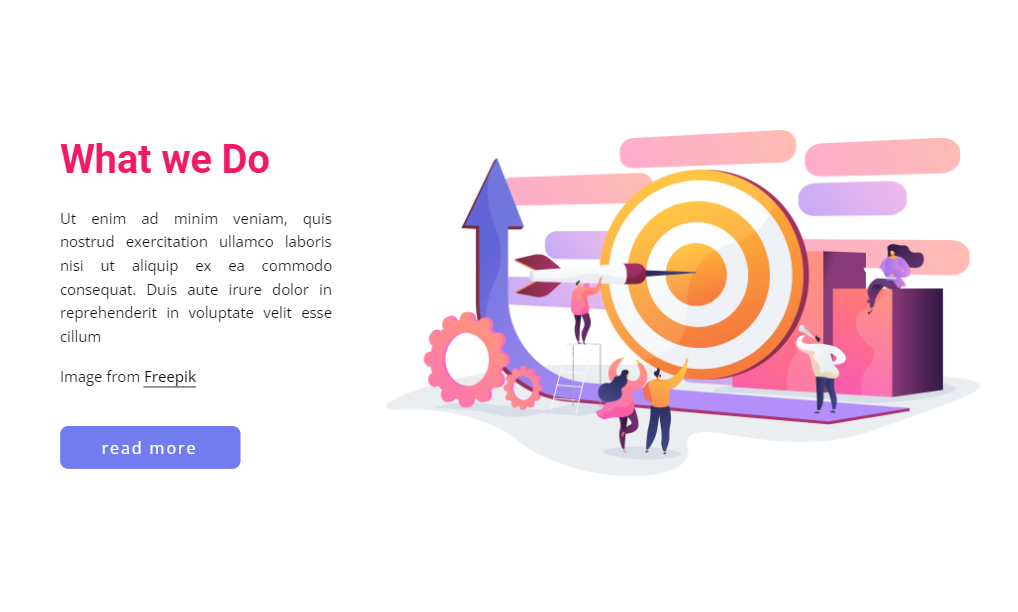 What we Do
Ut enim ad minim veniam, quis
nostrud exercitation ullamco laboris
nisi ut aliquip ex ea commodo
consequat. Duis aute irure dolor in
reprehenderit in voluptate velit esse
cillum
Image from Freepik
read more